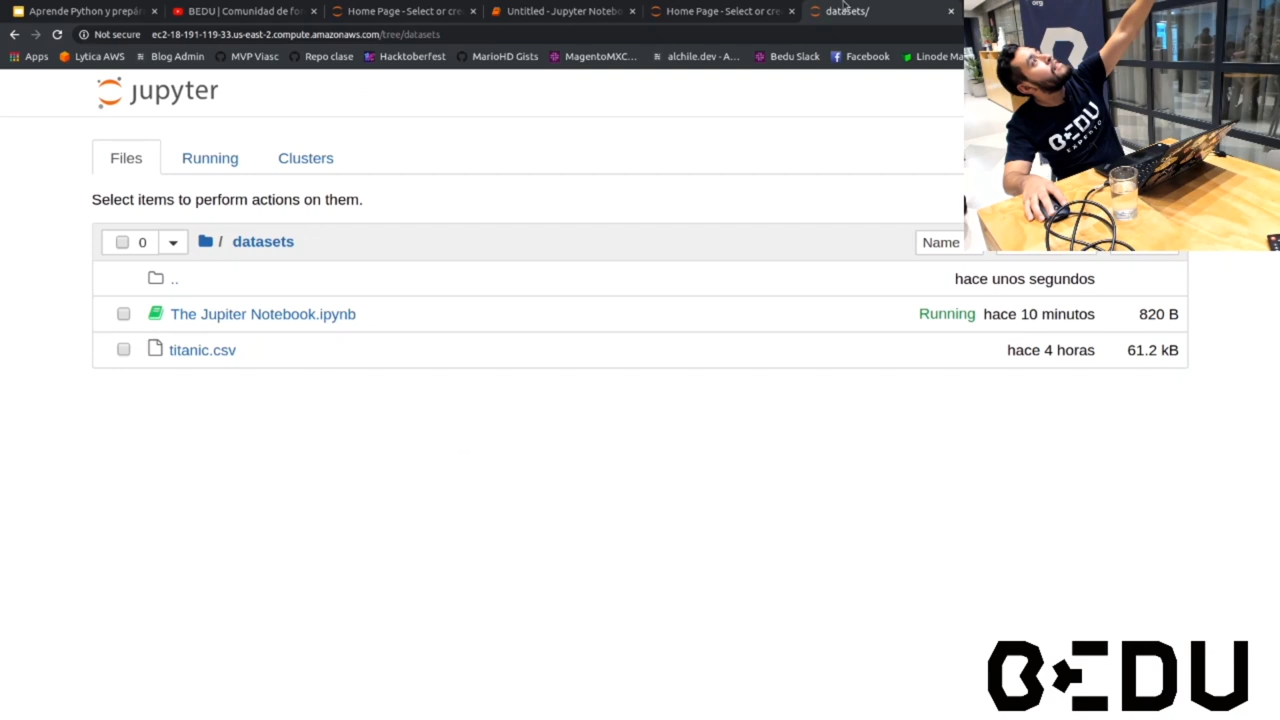 Aprende Python y prepár
BEDU | Comunidad de for
Home Page - Select or cre
Untitled - Jupyter Notebo
Home Page - Select or cre
datasets/
Not secure ec2-18-191-119-33.us-east-2.compute.amazonaws.com/tree/datasets
Apps Lytica AWS Blog Admin MVP Viasc Repo clase Hacktoberfest MarioHD Gists MagentoMXC... alchile.dev - A... Bedu Slack Facebook Linode Ma
org
BEDU
EXPERTO
jupyter
Files Running Clusters
Select items to perform actions on them.
0 / datasets Name
.. hace unos segundos
The Jupiter Notebook.ipynb Running hace 10 minutos 820 B
titanic.csv hace 4 horas 61.2 kB
BEDU